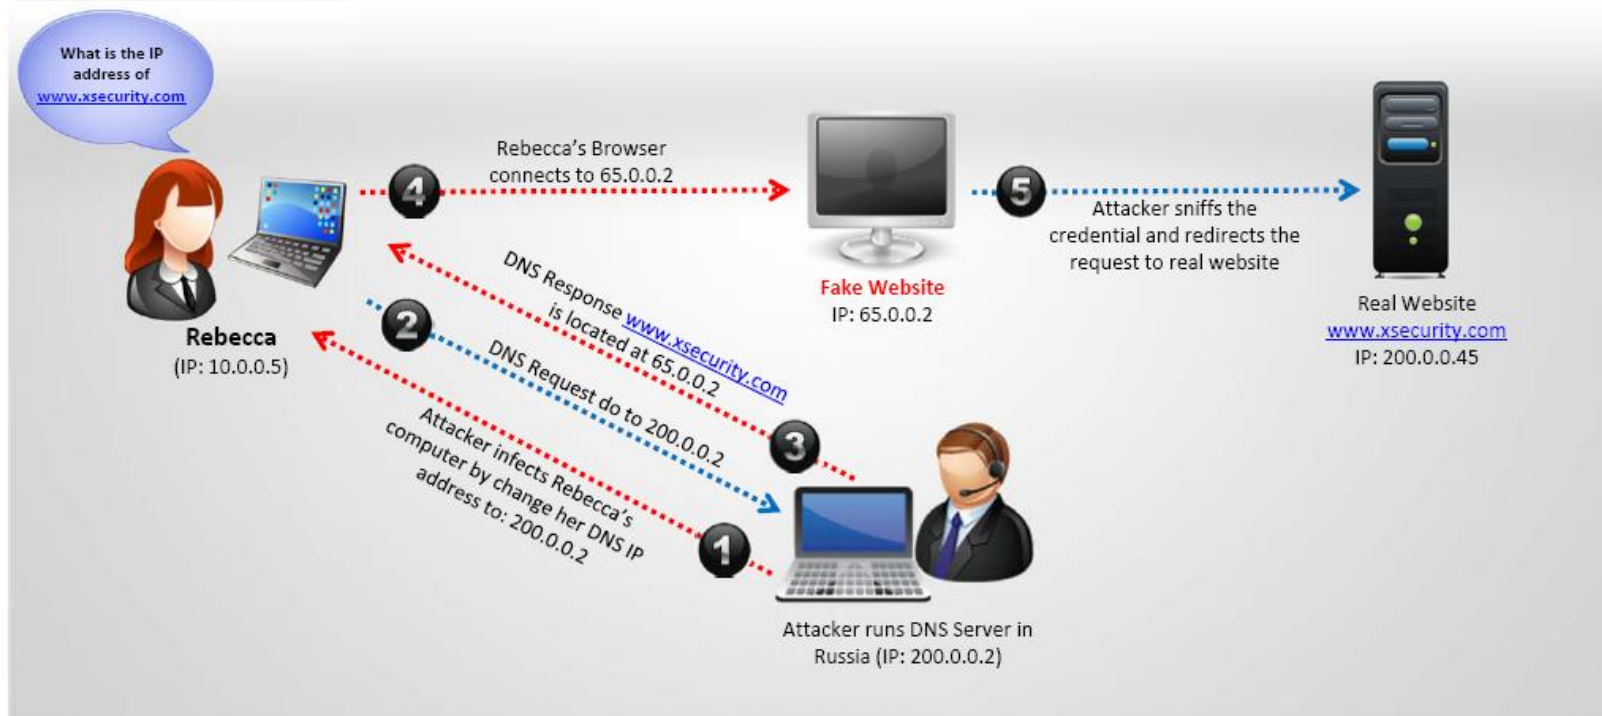 What is the IP
address of
www.xsecurity.com
Rebecca
(IP: 10.0.0.5)
4
Rebecca's Browser
connects to 65.0.0.2
Fake Website
IP: 65.0.0.2
5
Attacker sniffs the
credential and redirects the
request to real website
Real Website
www.xsecurity.com
IP: 200.0.0.45
DNS Response www.xsecurity.com
is located at 65.0.0.2
3
2
DNS Request do to 200.0.0.2
Attacker infects Rebecca's
computer by change her DNS IP
address to: 200.0.0.2
1
Attacker runs DNS Server in
Russia (IP: 200.0.0.2)